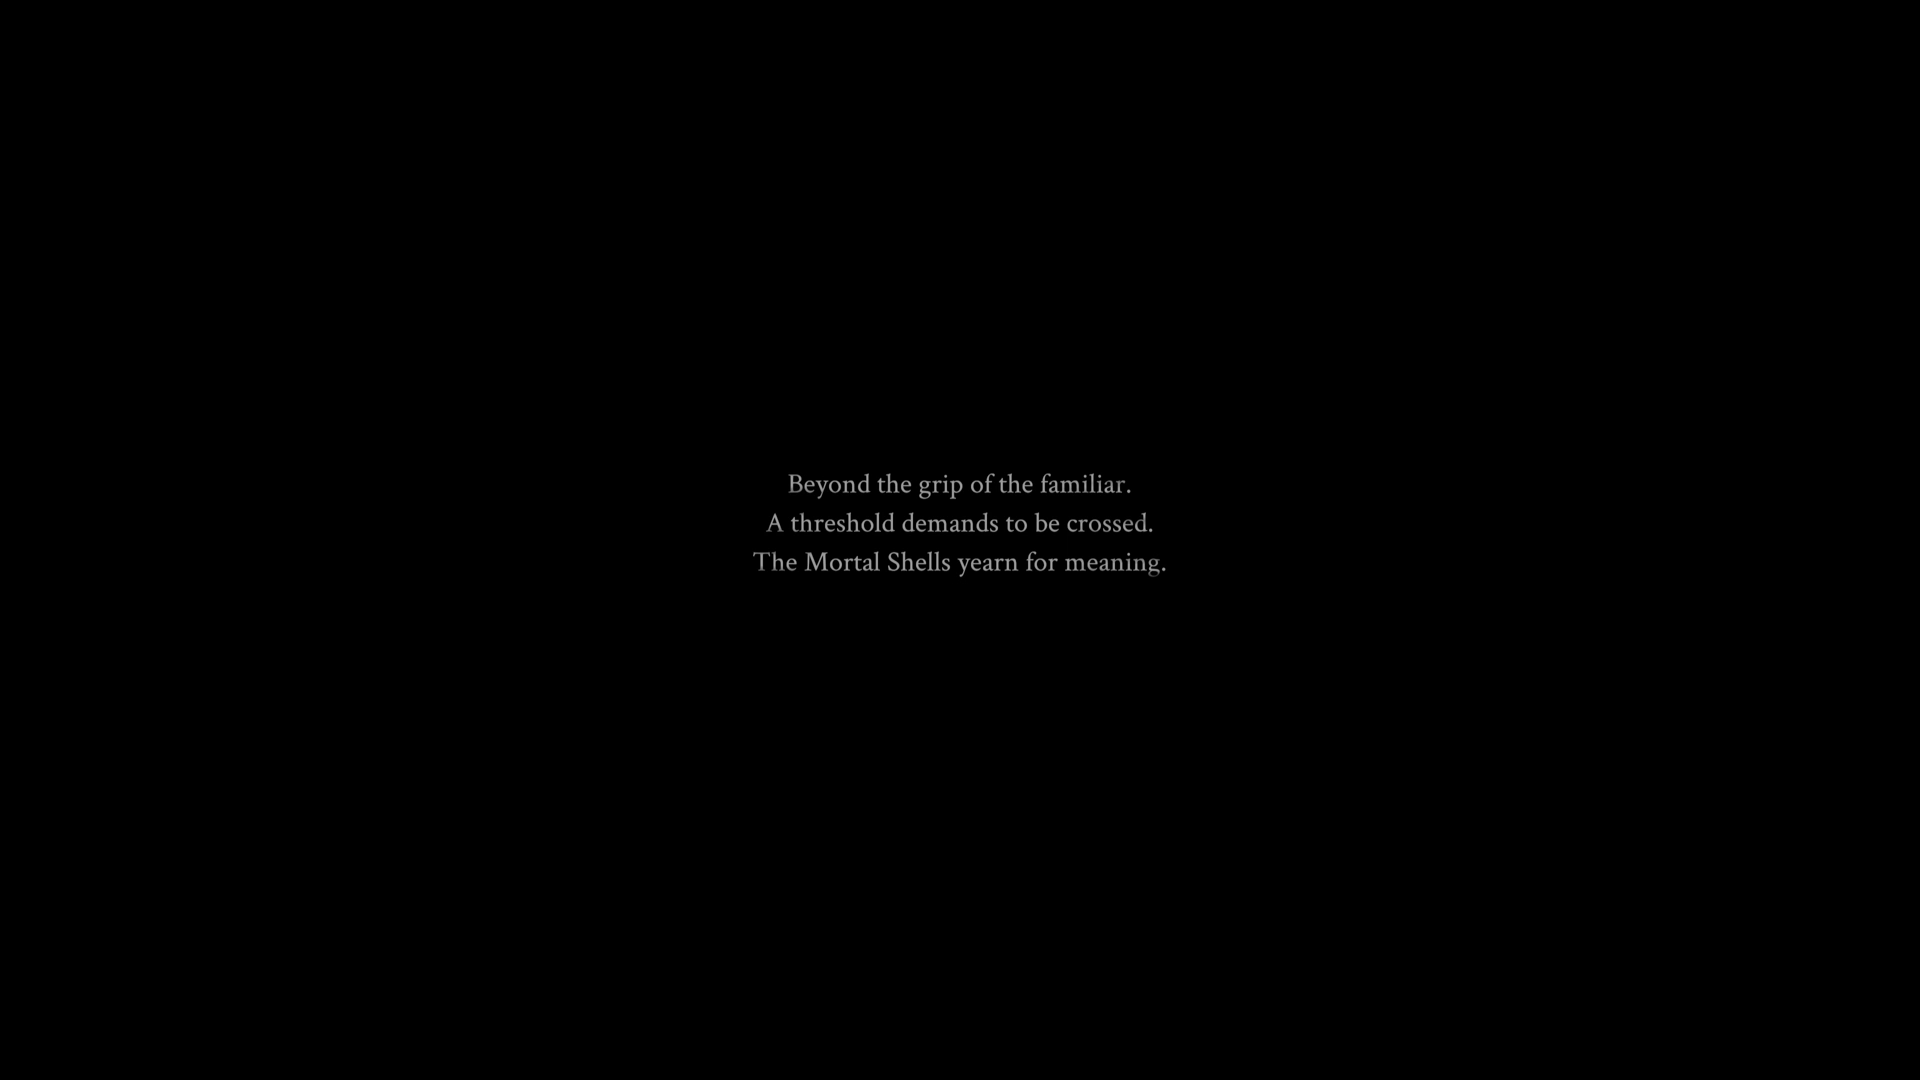 Beyond the grip of the familiar.
A threshold demands to be crossed.
The Mortal Shells yearn for meaning.